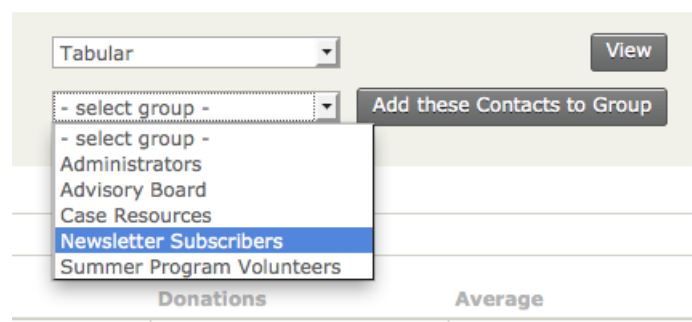 Tabular View
- select group - Add these Contacts to Group
- select group -
Administrators
Advisory Board
Case Resources
Newsletter Subscribers
Summer Program Volunteers
Donations Average